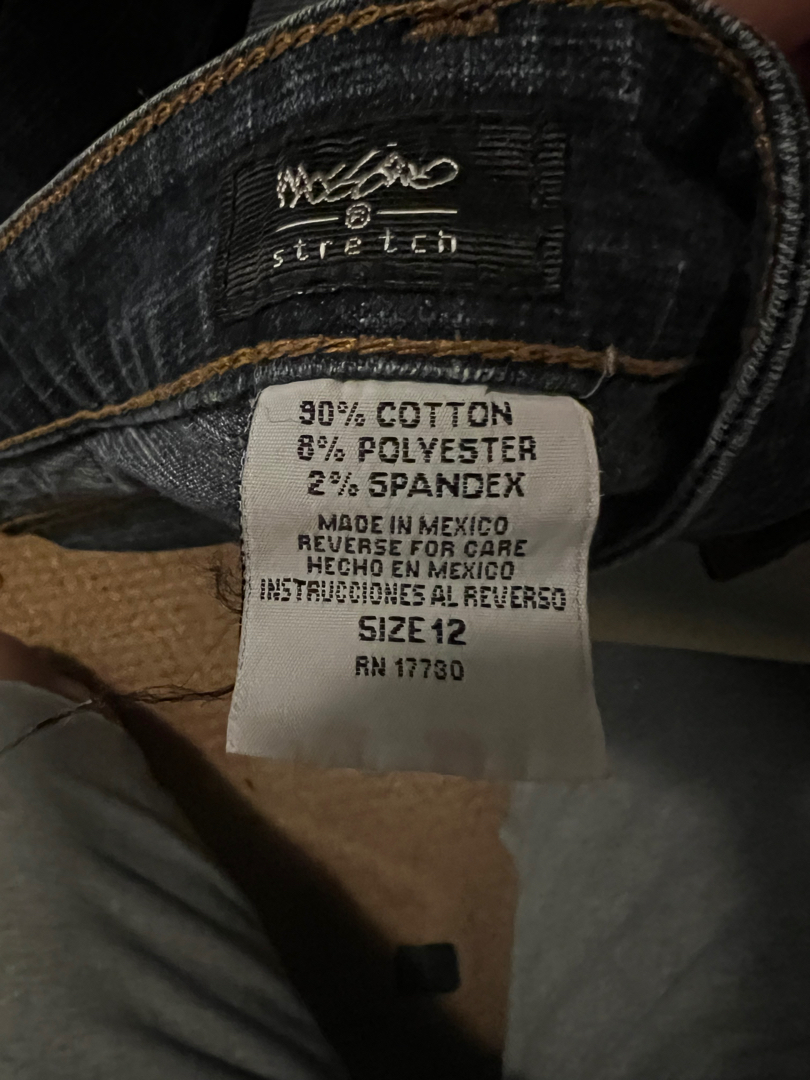 MOSSIMO
®
stretch
90% COTTON
8% POLYESTER
2% SPANDEX
MADE IN MEXICO
REVERSE FOR CARE
HECHO EN MEXICO
INSTRUCCIONES AL REVERSO
SIZE 12
RN 17730